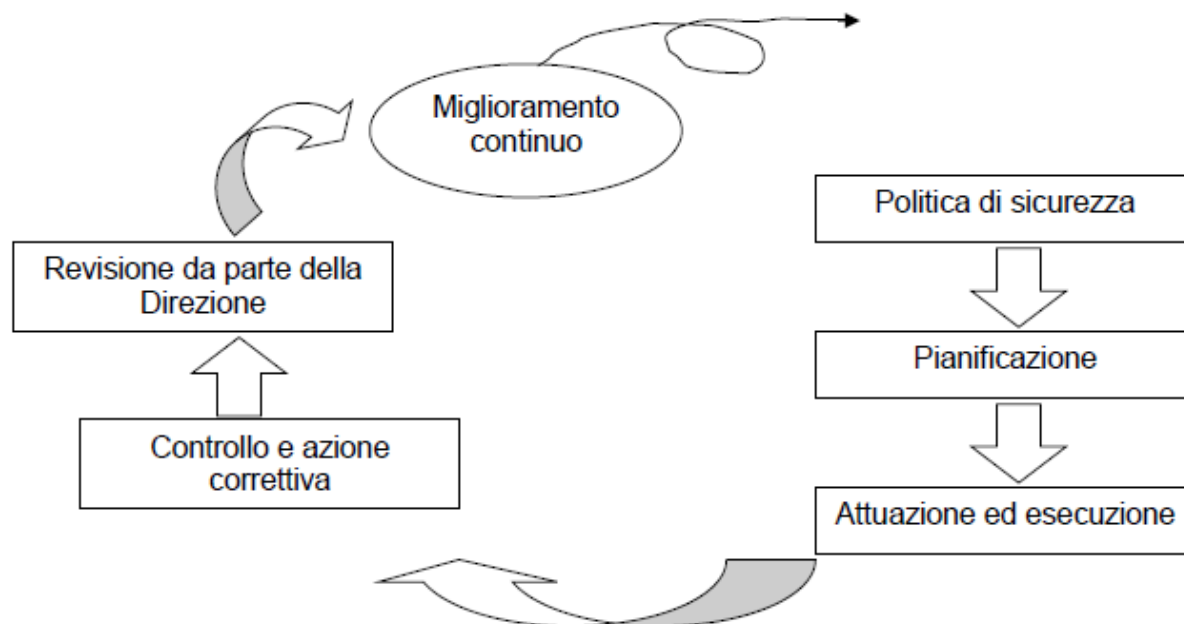 Miglioramento
continuo
Politica di sicurezza
Revisione da parte della
Direzione
Pianificazione
Controllo e azione
correttiva
Attuazione ed esecuzione